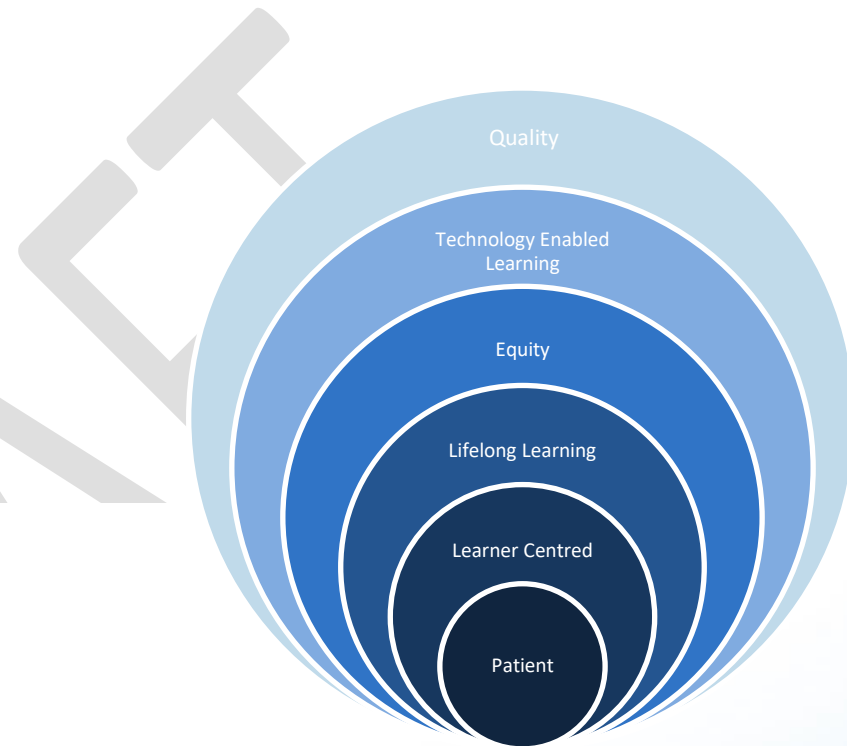 Quality
Technology Enabled
Learning
Equity
Lifelong Learning
Learner Centred
Patient